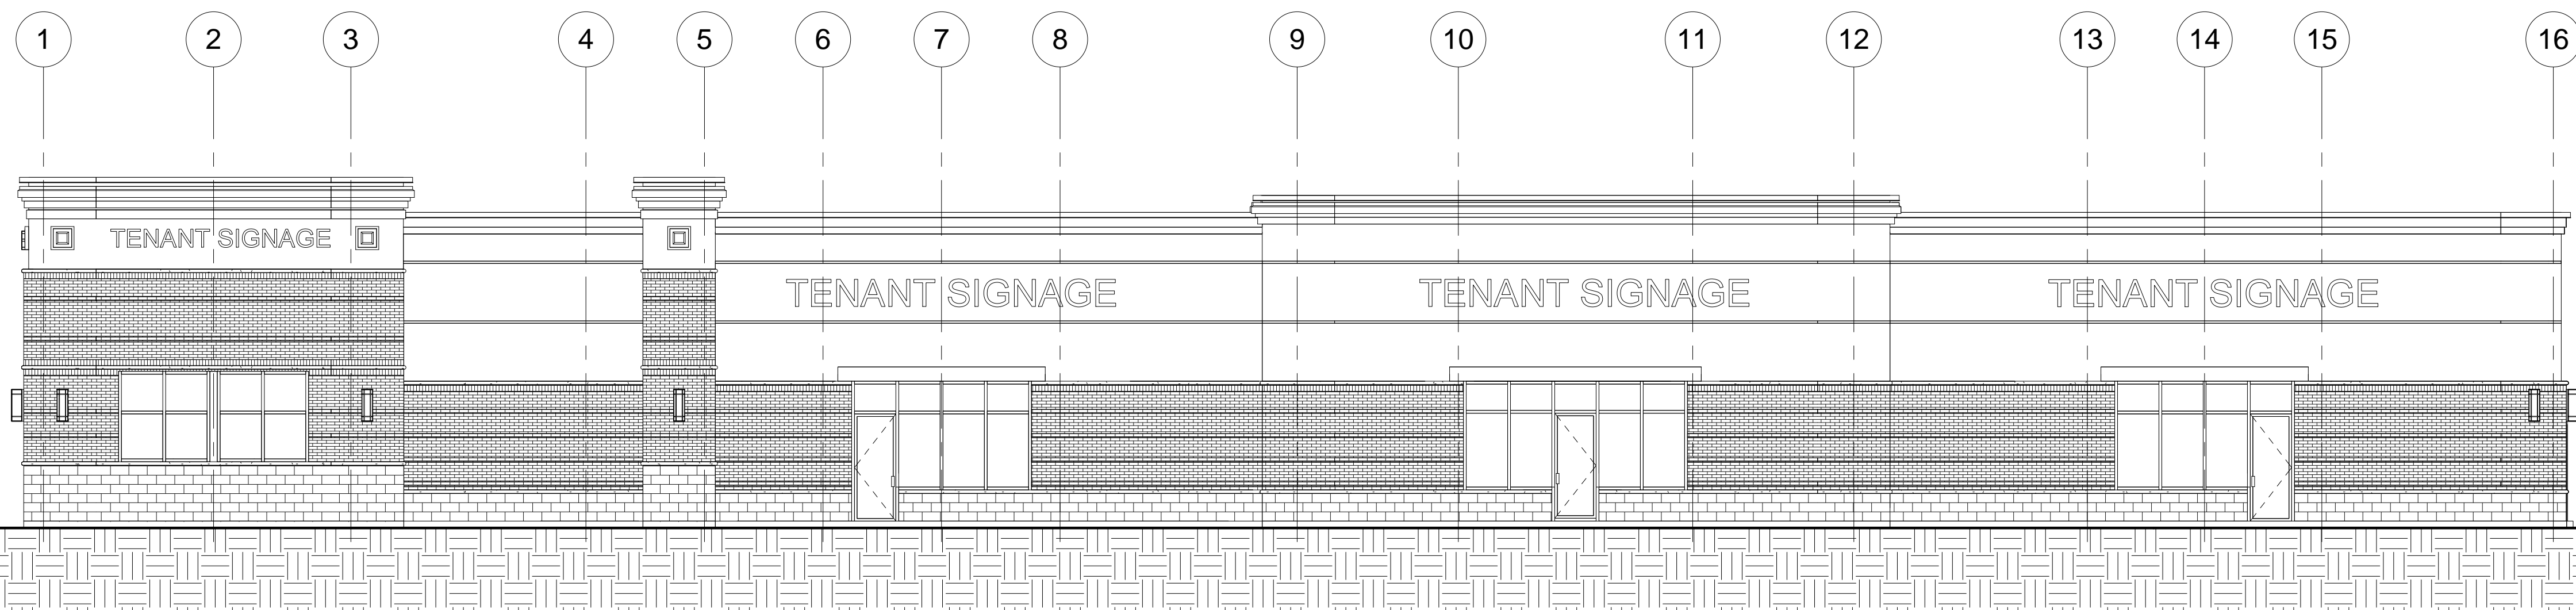 1 2 3 4 5 6 7 8 9 10 11 12 13 14 15 16
TENANT SIGNAGE
TENANT SIGNAGE TENANT SIGNAGE TENANT SIGNAGE